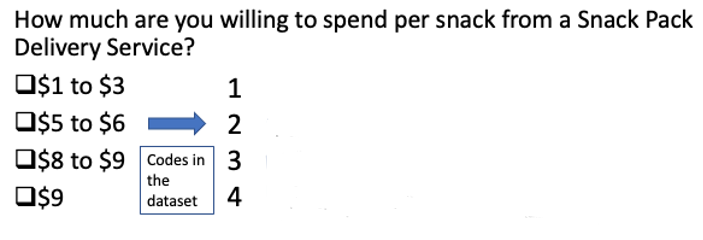 How much are you willing to spend per snack from a Snack Pack
Delivery Service?
❑$1 to $3 1
❑$5 to $6 2
❑$8 to $9 3
❑$9 4
Codes in
the
dataset